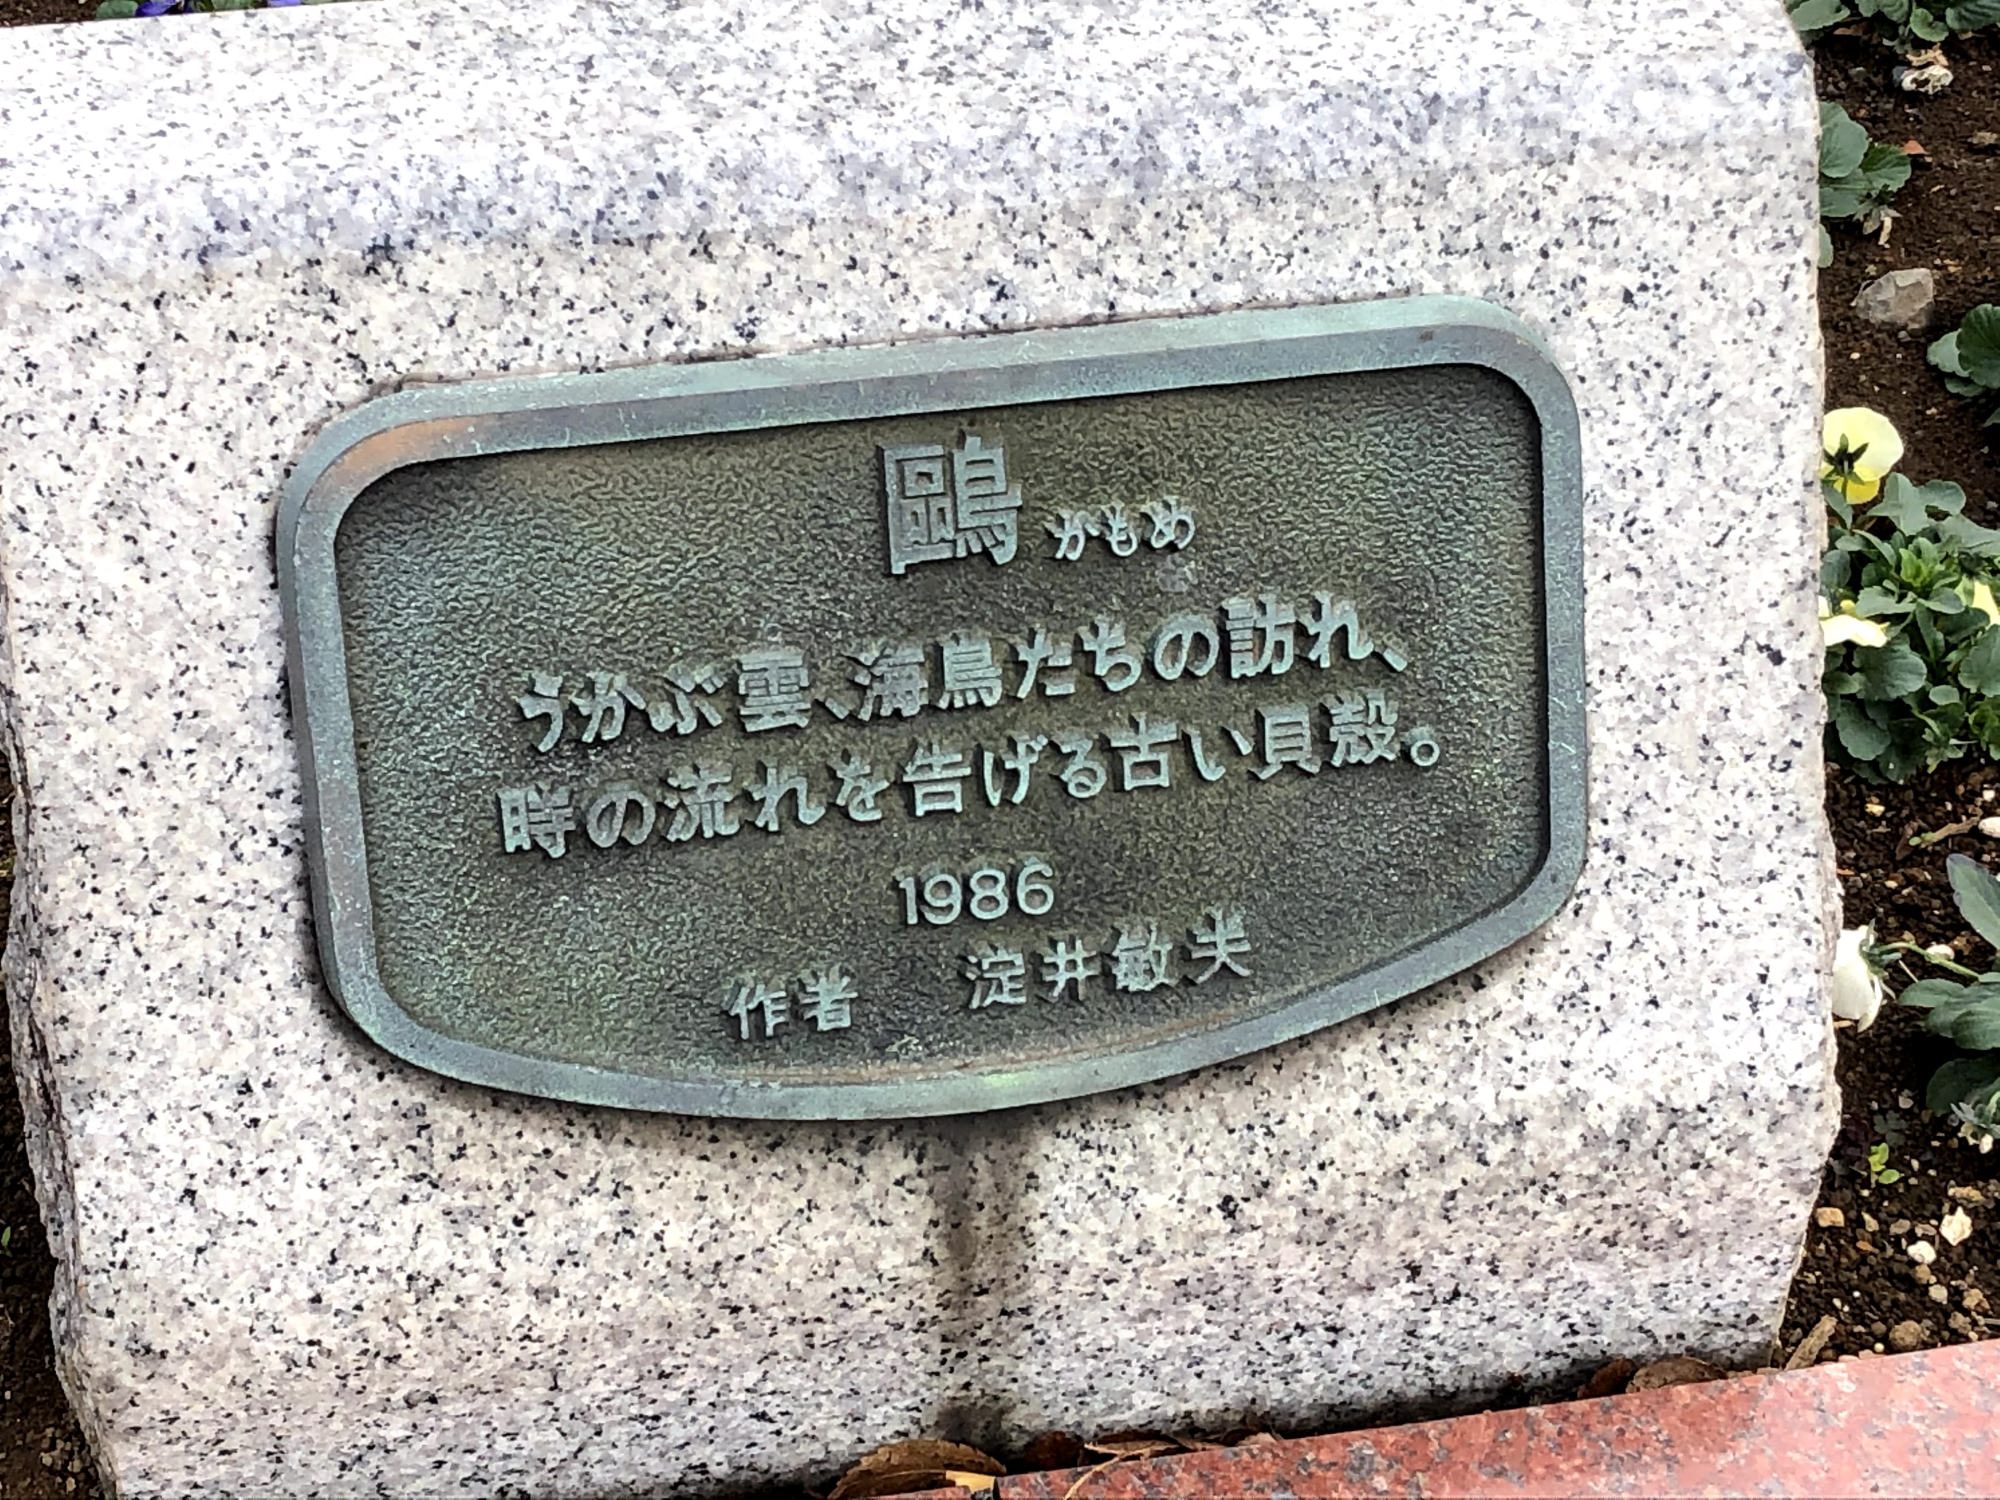 鷗 かもめ
うかぶ雲、海鳥たちの訪れ、
時の流れを告げる古い貝殻。
1986
作者 淀井敏夫